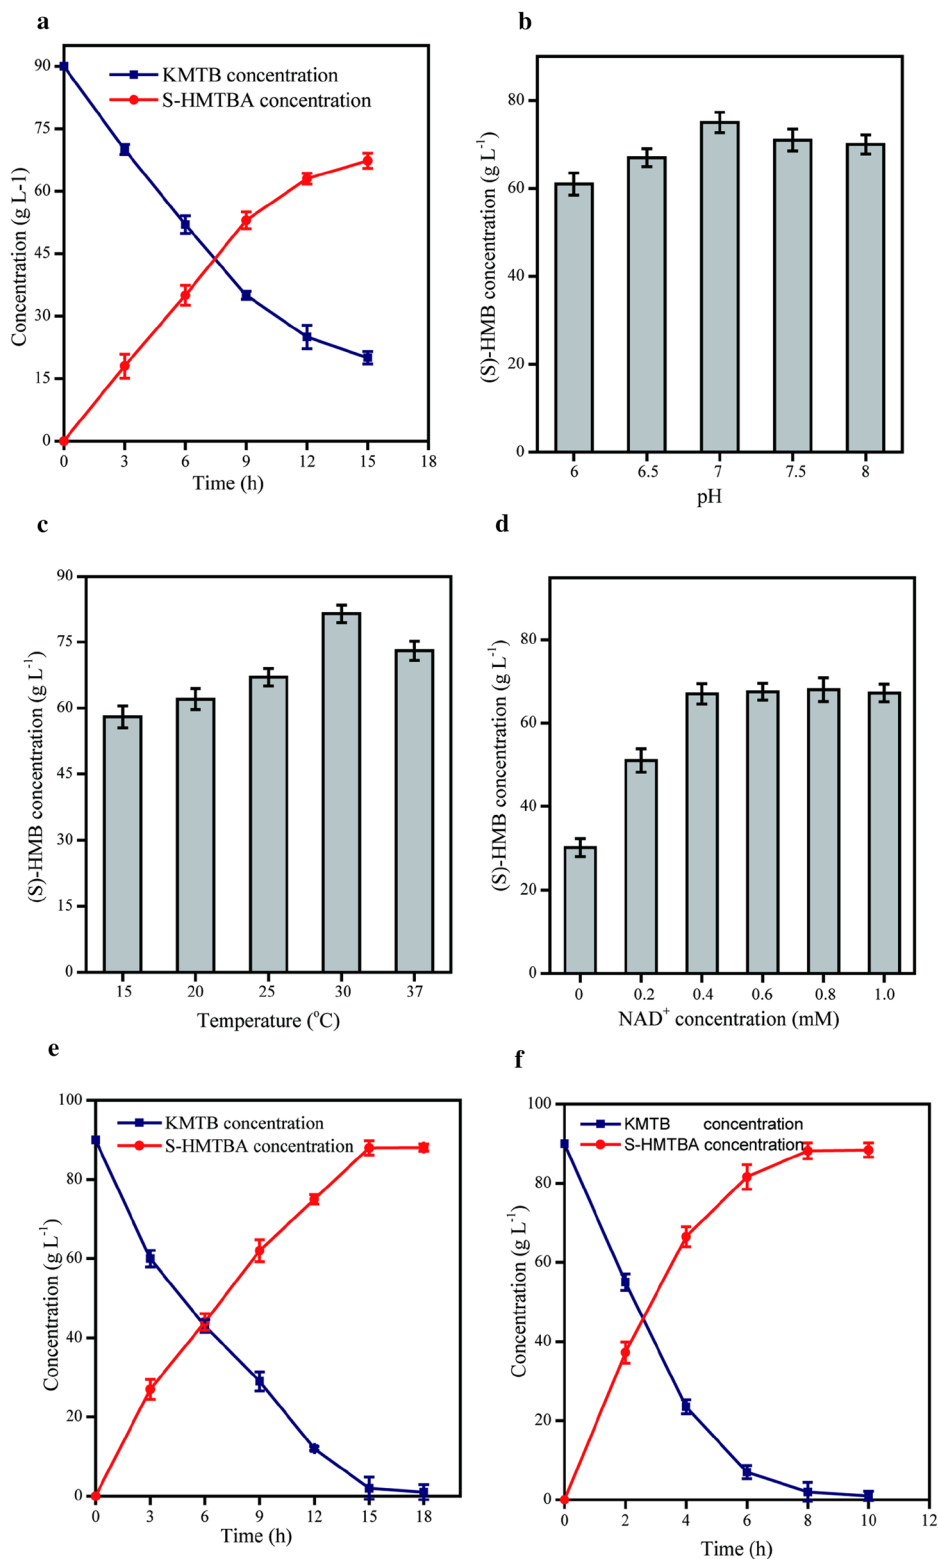 a
90
75
60
45
30
15
0
KMTB concentration
S-HMTBA concentration
Concentration (g L-1)
0 3 6 9 12 15 18
Time (h)
b
80
60
40
20
0
(S)-HMB concentration (g L-1)
6 6.5 7 7.5 8
pH
c
90
75
60
45
30
15
0
(S)-HMB concentration (g L-1)
15 20 25 30 37
Temperature (oC)
d
80
60
40
20
0
(S)-HMB concentration (g L-1)
0 0.2 0.4 0.6 0.8 1.0
NAD+ concentration (mM)
e
100
80
60
40
20
0
KMTB concentration
S-HMTBA concentration
Concentration (g L-1)
0 3 6 9 12 15 18
Time (h)
f
100
80
60
40
20
0
KMTB concentration
S-HMTBA concentration
Concentration (g L-1)
0 2 4 6 8 10 12
Time (h)